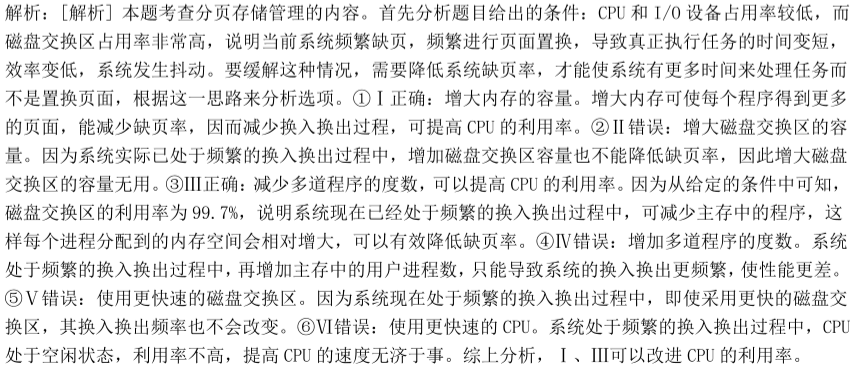 解析：[解析] 本题考查分页存储管理的内容。首先分析题目给出的条件：CPU 和 I/O 设备占用率较低，而
磁盘交换区占用率非常高，说明当前系统频繁缺页，频繁进行页面置换，导致真正执行任务的时间变短，
效率变低，系统发生抖动。要缓解这种情况，需要降低系统缺页率，才能使系统有更多时间来处理任务而
不是置换页面，根据这一思路来分析选项。①Ⅰ正确：增大内存的容量。增大内存可使每个程序得到更多
的页面，能减少缺页率，因而减少换入换出过程，可提高 CPU 的利用率。②Ⅱ错误：增大磁盘交换区的容
量。因为系统实际已处于频繁的换入换出过程中，增加磁盘交换区容量也不能降低缺页率，因此增大磁盘
交换区的容量无用。③Ⅲ正确：减少多道程序的度数，可以提高 CPU 的利用率。因为从给定的条件中可知，
磁盘交换区的利用率为 99.7%，说明系统现在已经处于频繁的换入换出过程中，可减少主存中的程序，这
样每个进程分配到的内存空间会相对增大，可以有效降低缺页率。④Ⅳ错误：增加多道程序的度数。系统
处于频繁的换入换出过程中，再增加主存中的用户进程数，只能导致系统的换入换出更频繁，使性能更差。
⑤Ⅴ错误：使用更快速的磁盘交换区。因为系统现在处于频繁的换入换出过程中，即使采用更快的磁盘交
换区，其换入换出频率也不会改变。⑥Ⅵ错误：使用更快速的 CPU。系统处于频繁的换入换出过程中，CPU
处于空闲状态，利用率不高，提高 CPU 的速度无济于事。综上分析，Ⅰ、Ⅲ可以改进 CPU 的利用率。